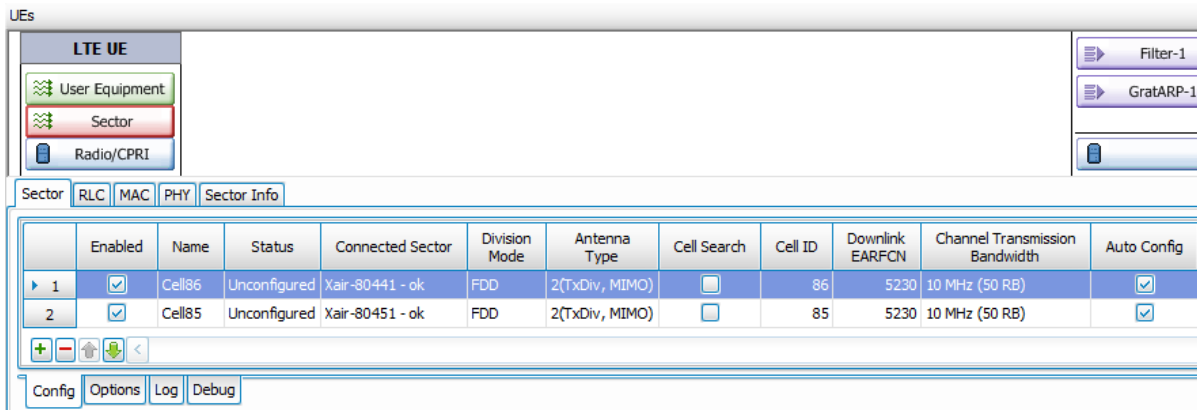 UEs
LTE UE
User Equipment
Sector
Radio/CPRI
Filter-1
GratARP-1
Sector RLC MAC PHY Sector Info
Enabled Name Status Connected Sector Division Mode Antenna Type Cell Search Cell ID Downlink EARFCN Channel Transmission Bandwidth Auto Config
1 Cell86 Unconfigured Xair-80441 - ok FDD 2(TxDiv, MIMO) 86 5230 10 MHz (50 RB)
2 Cell85 Unconfigured Xair-80451 - ok FDD 2(TxDiv, MIMO) 85 5230 10 MHz (50 RB)
Config Options Log Debug